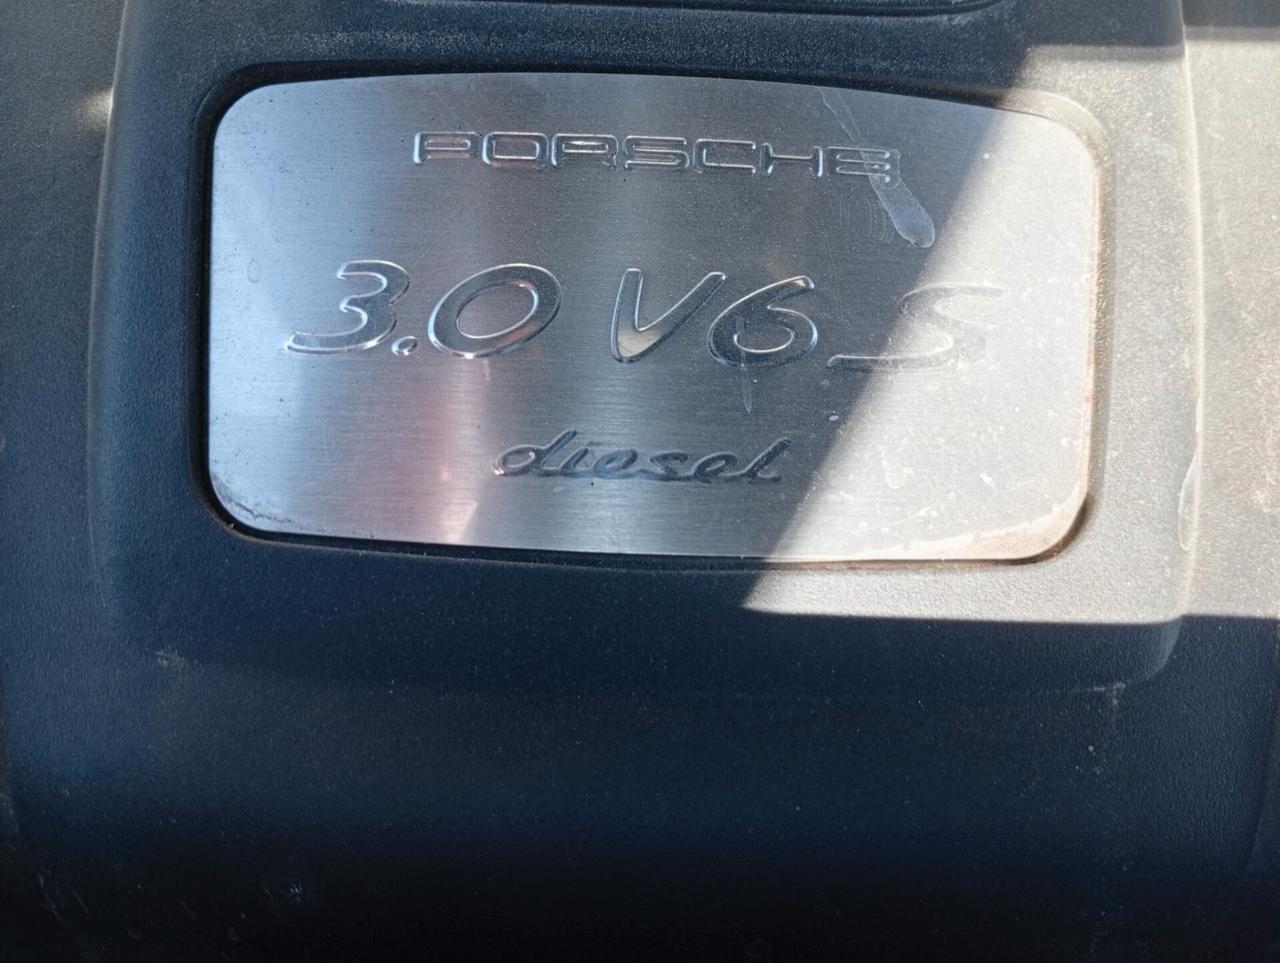 PORSCHE
3.0 V6 S
diesel